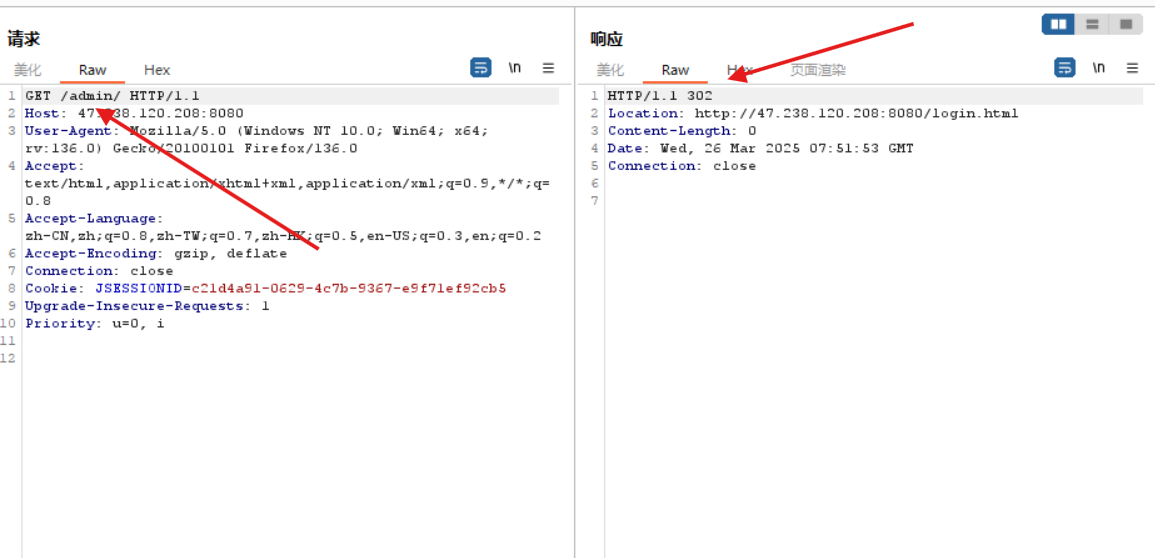 请求
美化 Raw Hex \n
1 GET /admin/ HTTP/1.1
2 Host: 47.238.120.208:8080
3 User-Agent: Mozilla/5.0 (Windows NT 10.0; Win64; x64;
rv:136.0) Gecko/20100101 Firefox/136.0
4 Accept:
text/html,application/xhtml+xml,application/xml;q=0.9,*/*;q=
0.8
5 Accept-Language:
zh-CN,zh;q=0.8,zh-TW;q=0.7,zh-HK;q=0.5,en-US;q=0.3,en;q=0.2
6 Accept-Encoding: gzip, deflate
7 Connection: close
8 Cookie: JSESSIONID=c21d4a91-0629-4c7b-9367-e9f71ef92cb5
9 Upgrade-Insecure-Requests: 1
10 Priority: u=0, i
11
12
响应
美化 Raw Hex 页面渲染 \n
1 HTTP/1.1 302
2 Location: http://47.238.120.208:8080/login.html
3 Content-Length: 0
4 Date: Wed, 26 Mar 2025 07:51:53 GMT
5 Connection: close
6
7